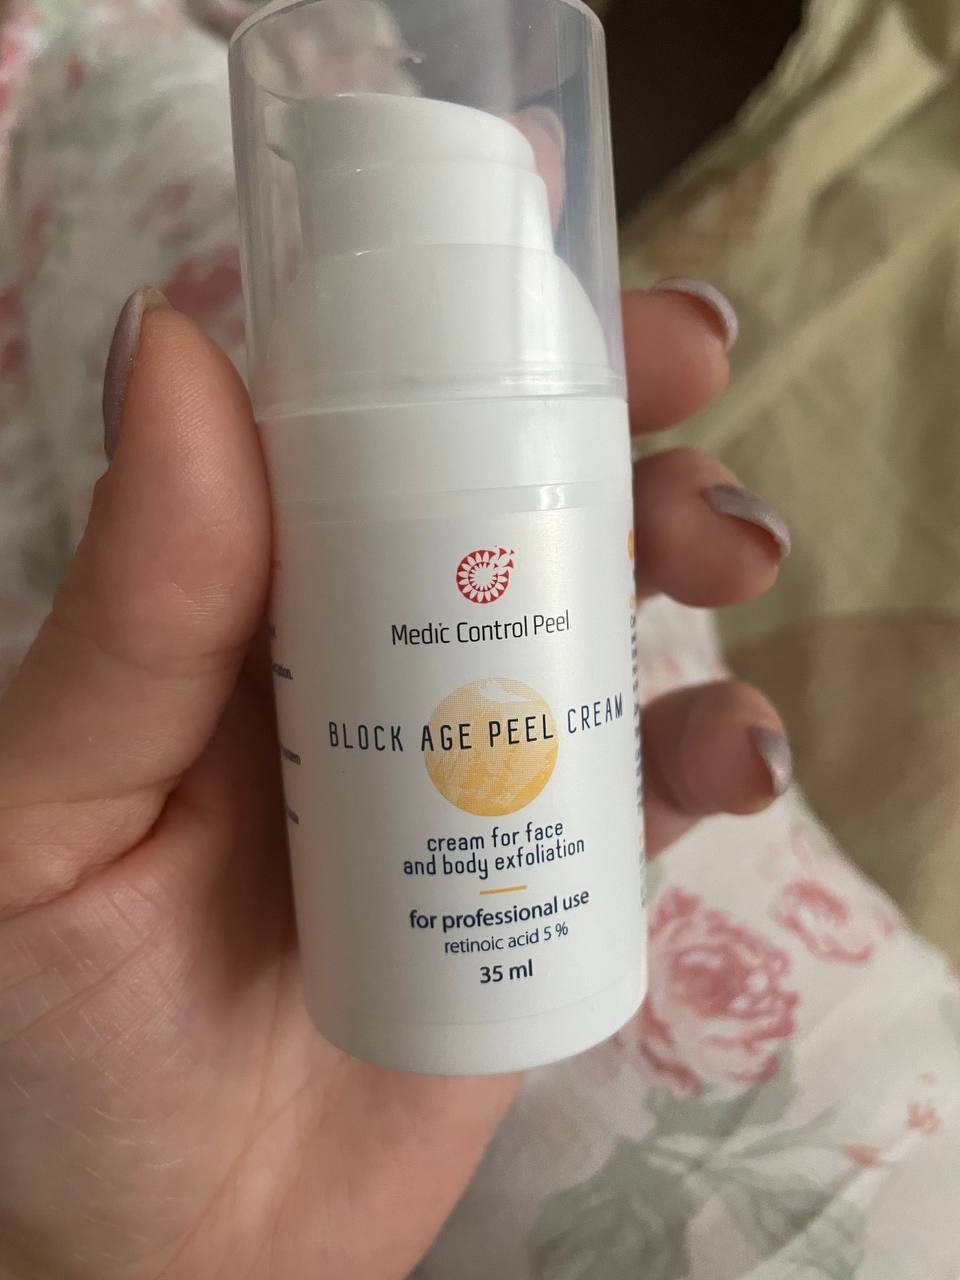 Medic Control Peel
BLOCK AGE PEEL CREAM
cream for face
and body exfoliation
for professional use
retinoic acid 5 %
35 ml